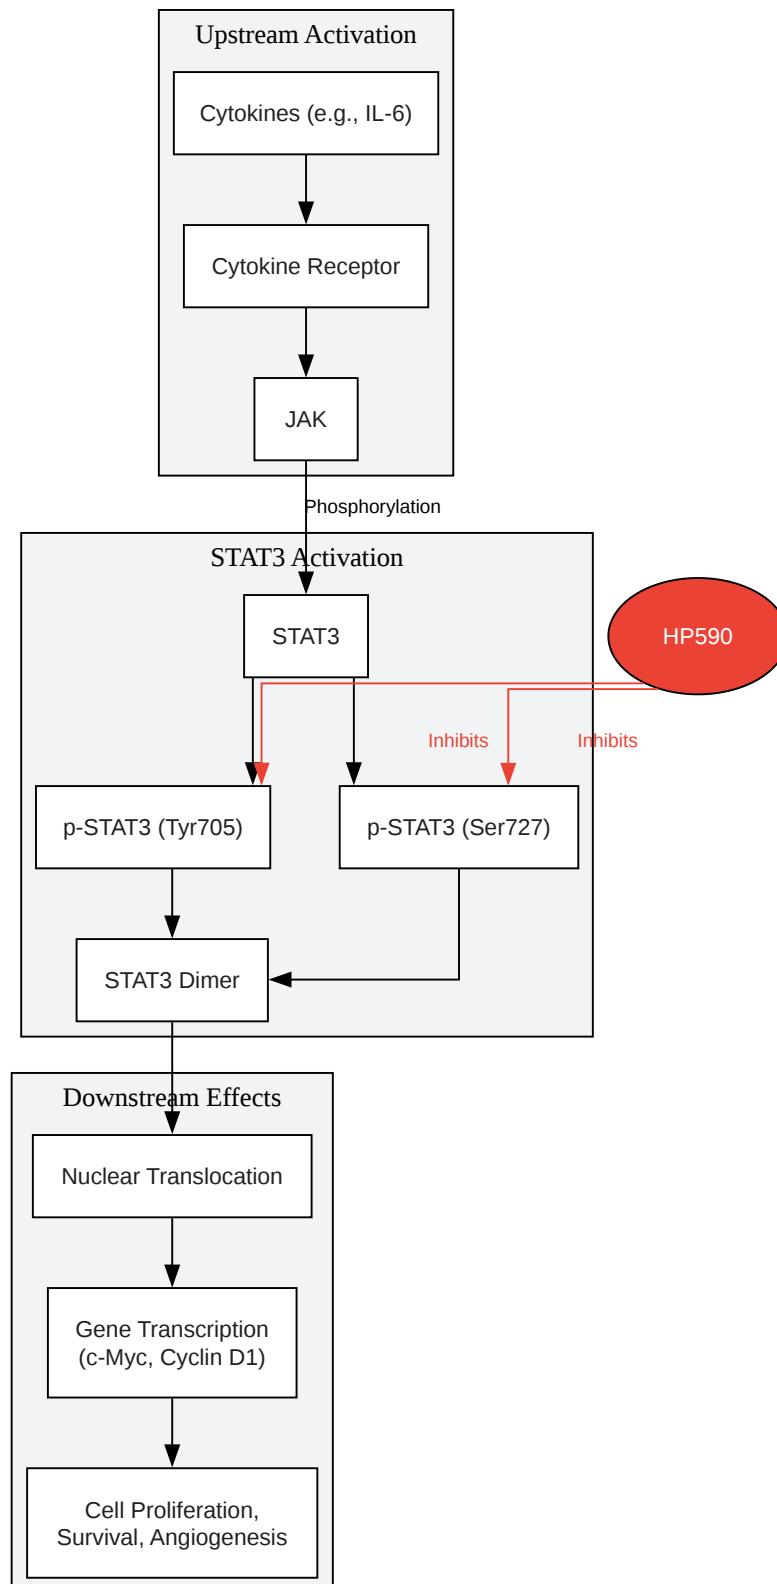 Upstream Activation
Cytokines (e.g., IL-6)
Cytokine Receptor
JAK
Phosphorylation
STAT3 Activation
STAT3
HP590
Inhibits
Inhibits
p-STAT3 (Tyr705)
p-STAT3 (Ser727)
STAT3 Dimer
Downstream Effects
Nuclear Translocation
Gene Transcription
(c-Myc, Cyclin D1)
Cell Proliferation,
Survival, Angiogenesis